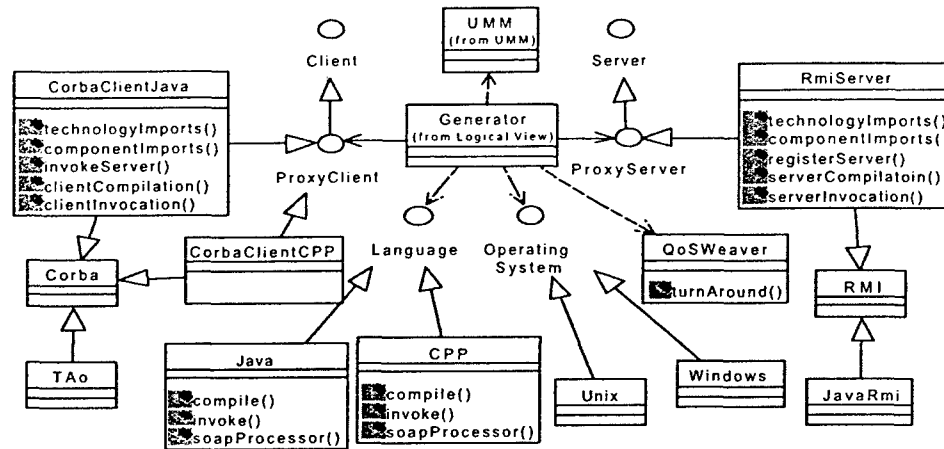 UMM
(from UMM)
Client
Server
CorbaClientJava
technologyImports()
componentImports()
invokeServer()
clientCompilation()
clientInvocation()
Generator
(from Logical View)
RmiServer
technologyImports()
componentImports()
registerServer()
serverCompilatoin()
serverInvocation()
ProxyClient
ProxyServer
Corba
CorbaClientCPP
Language
Operating
System
QoSWeaver
turnAround()
RMI
TAo
Java
compile()
invoke()
soapProcessor()
CPP
compile()
invoke()
soapProcessor()
Unix
Windows
JavaRmi